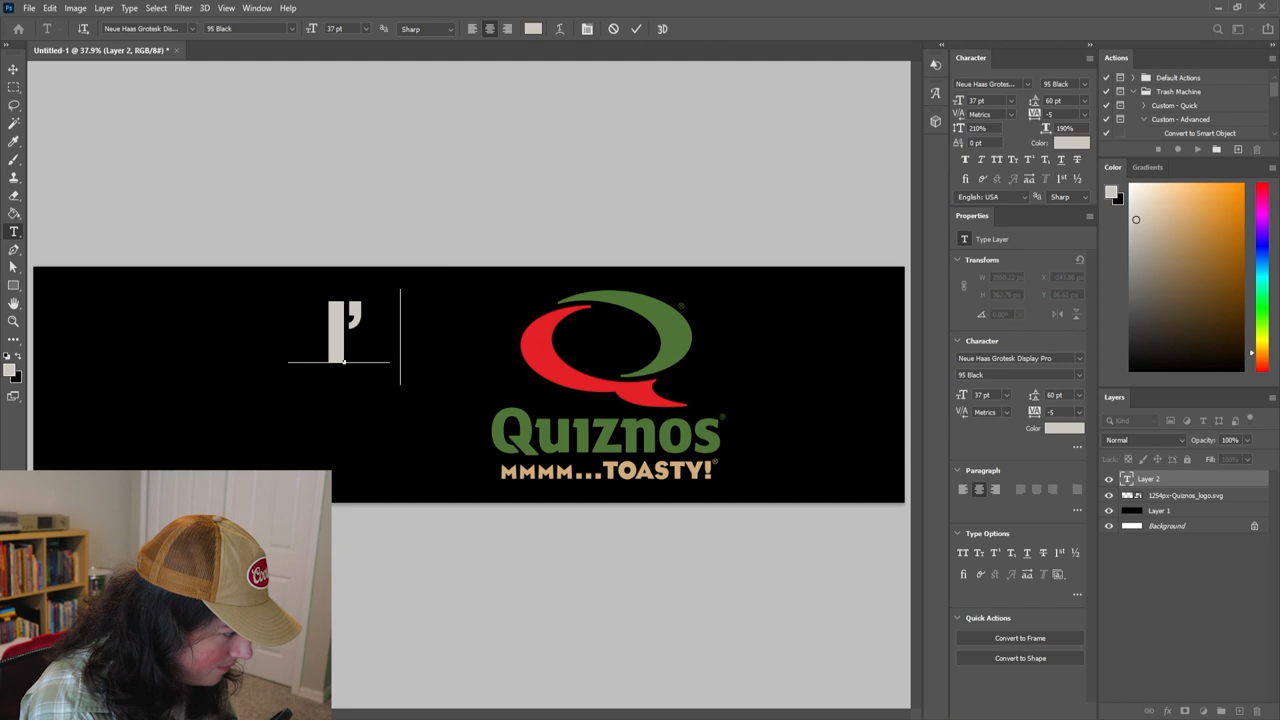 File Edit Image Layer Type Select Filter 3D View Window Help
Neue Haas Grotesk Dis... 95 Black 37 pt Sharp 3D
Untitled-1 @ 37.9% (Layer 2, RGB/8#) *
I'
Quiznos®
MMMM...TOASTY!®
Character
Neue Haas Grotes... 95 Black
37 pt 60 pt
Metrics -5
210% 190%
0 pt Color:
English: USA Sharp
Properties
Type Layer
Transform
0.00°
Character
Neue Haas Grotesk Display Pro
95 Black
37 pt 60 pt
Metrics -5
Color
Paragraph
Type Options
Quick Actions
Convert to Frame
Convert to Shape
Actions
Default Actions
Trash Machine
Custom - Quick
Custom - Advanced
Convert to Smart Object
Color Gradients
Layers
Kind
Normal Opacity: 100%
Lock: Fill: 100%
Layer 2
1254px-Quiznos_logo.svg
Layer 1
Background